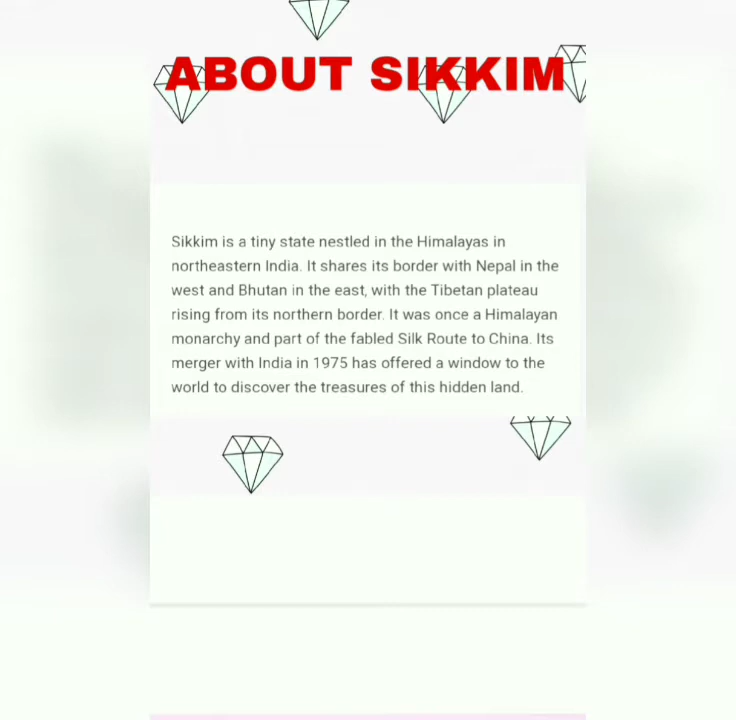 ABOUT SIKKIM
Sikkim is a tiny state nestled in the Himalayas in
northeastern India. It shares its border with Nepal in the
west and Bhutan in the east, with the Tibetan plateau
rising from its northern border. It was once a Himalayan
monarchy and part of the fabled Silk Route to China. Its
merger with India in 1975 has offered a window to the
world to discover the treasures of this hidden land.